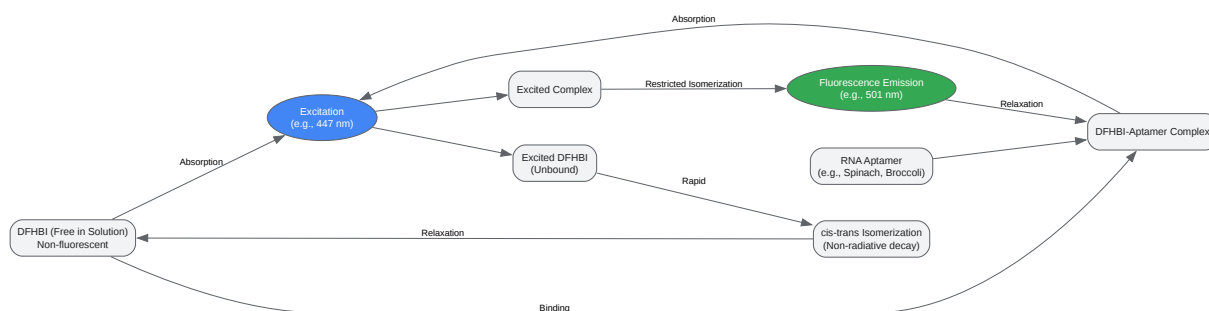 Absorption
Excited Complex
Restricted Isomerization
Fluorescence Emission
(e.g., 501 nm)
Excitation
(e.g., 447 nm)
Relaxation
DFHBI-Aptamer Complex
Absorption
Excited DFHBI
(Unbound)
RNA Aptamer
(e.g., Spinach, Broccoli)
Rapid
DFHBI (Free in Solution)
Non-fluorescent
Relaxation
cis-trans Isomerization
(Non-radiative decay)
Binding